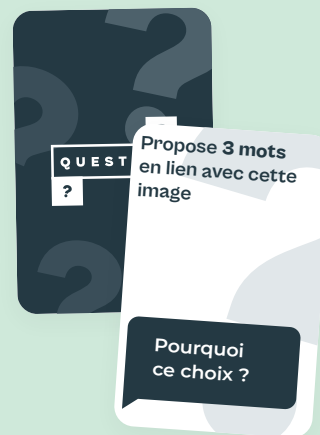 QUEST
?
Propose 3 mots
en lien avec cette
image
Pourquoi
ce choix ?